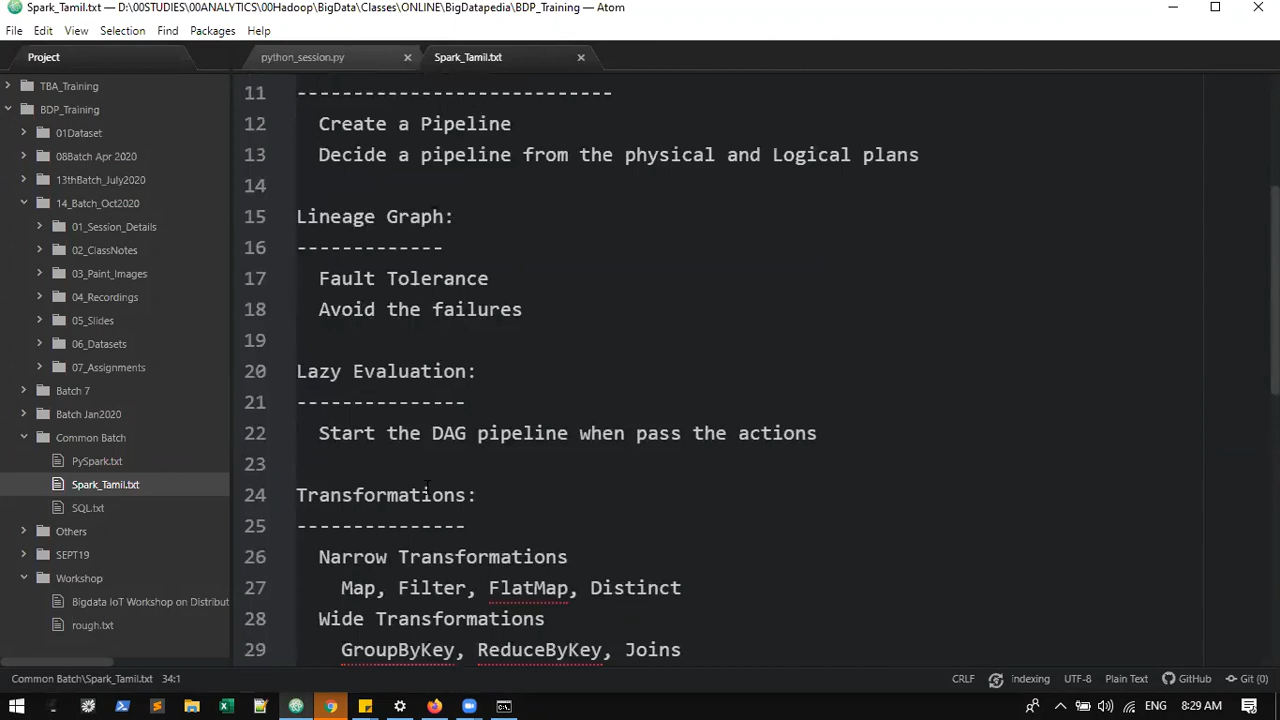 Spark_Tamil.txt — D:\00STUDIES\00ANALYTICS\00Hadoop\BigData\Classes\ONLINE\BigDatapedia\BDP_Training — Atom
File Edit View Selection Find Packages Help
Project
python_session.py
Spark_Tamil.txt
TBA_Training
BDP_Training
01Dataset
08Batch Apr 2020
13thBatch_July2020
14_Batch_Oct2020
01_Session_Details
02_ClassNotes
03_Paint_Images
04_Recordings
05_Slides
06_Datasets
07_Assignments
Batch 7
Batch Jan2020
Common Batch
PySpark.txt
Spark_Tamil.txt
SQL.txt
Others
SEPT19
Workshop
Bigdata IoT Workshop on Distribut
rough.txt
11 ----------------------------
12 Create a Pipeline
13 Decide a pipeline from the physical and Logical plans
14
15 Lineage Graph:
16 -------------
17 Fault Tolerance
18 Avoid the failures
19
20 Lazy Evaluation:
21 ---------------
22 Start the DAG pipeline when pass the actions
23
24 Transformations:
25 ---------------
26 Narrow Transformations
27 Map, Filter, FlatMap, Distinct
28 Wide Transformations
29 GroupByKey, ReduceByKey, Joins
Common Batch\Spark_Tamil.txt 34:1
CRLF Indexing UTF-8 Plain Text GitHub Git (0)
ENG 8:29 AM